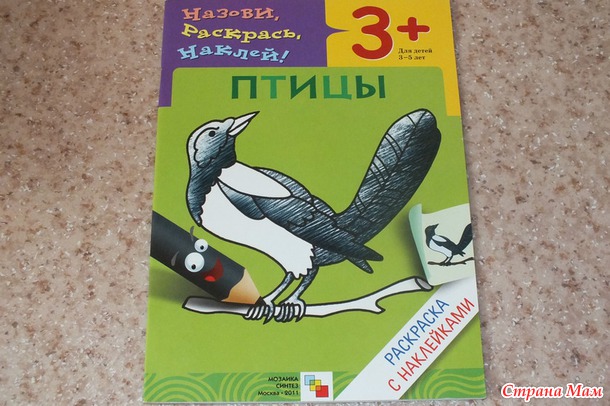 Назови,
Раскрась,
Наклей!
3+
Для детей
3-5 лет
ПТИЦЫ
РАСКРАСКА
С НАКЛЕЙКАМИ
МОЗАИКА
СИНТЕЗ
Москва • 2011
Страна Мам